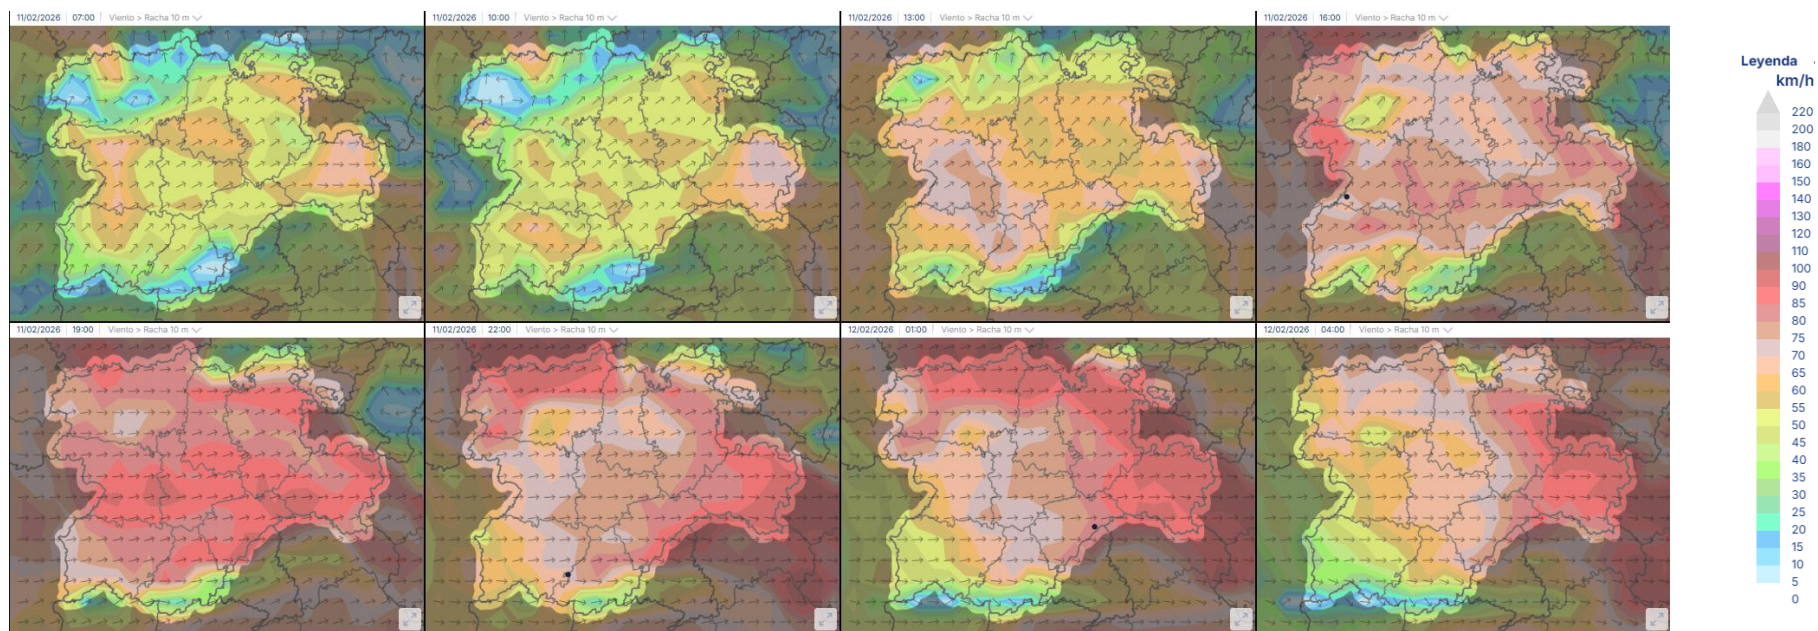 11/02/2026 07:00 Viento > Racha 10 m
11/02/2026 10:00 Viento > Racha 10 m
11/02/2026 13:00 Viento > Racha 10 m
11/02/2026 16:00 Viento > Racha 10 m
11/02/2026 19:00 Viento > Racha 10 m
11/02/2026 22:00 Viento > Racha 10 m
12/02/2026 01:00 Viento > Racha 10 m
12/02/2026 04:00 Viento > Racha 10 m
Leyenda
km/h
220
200
180
160
150
140
130
120
110
100
90
85
80
75
70
65
60
55
50
45
40
35
30
25
20
15
10
5
0